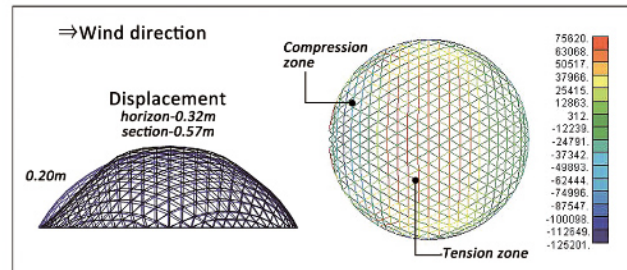 ⇒Wind direction
Displacement
horizon-0.32m
section-0.57m
0.20m
Compression
zone
Tension zone
75620.
63068.
50517.
37966.
25415.
12863.
312.
-12239.
-24791.
-37342.
-49893.
-62444.
-74996.
-87547.
-100098.
-112649.
-125201.